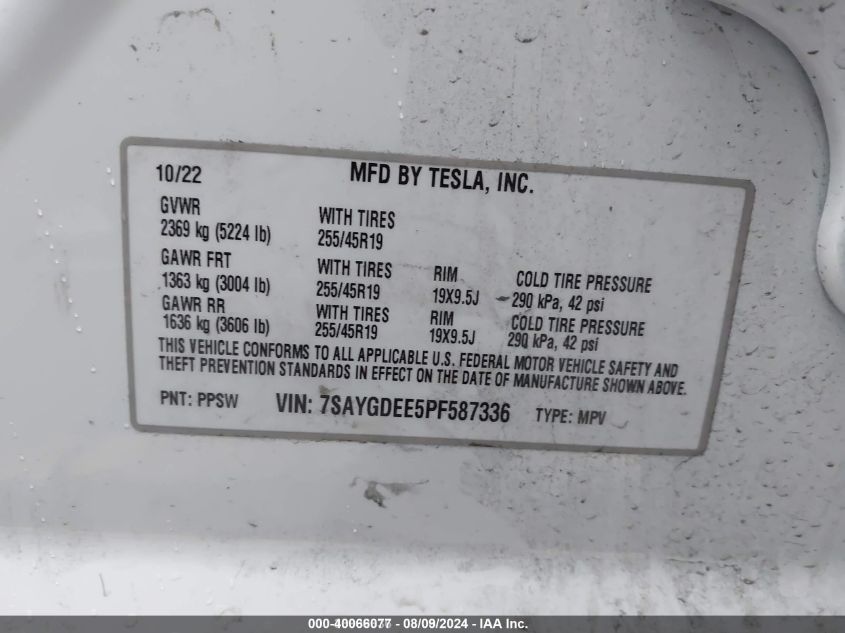 10/22 MFD BY TESLA, INC.
GVWR
2369 kg (5224 lb) WITH TIRES
255/45R19
GAWR FRT
1363 kg (3004 lb) WITH TIRES
255/45R19 RIM
19X9.5J COLD TIRE PRESSURE
290 kPa, 42 psi
GAWR RR
1636 kg (3606 lb) WITH TIRES
255/45R19 RIM
19X9.5J COLD TIRE PRESSURE
290 kPa, 42 psi
THIS VEHICLE CONFORMS TO ALL APPLICABLE U.S. FEDERAL MOTOR VEHICLE SAFETY AND
THEFT PREVENTION STANDARDS IN EFFECT ON THE DATE OF MANUFACTURE SHOWN ABOVE.
PNT: PPSW VIN: 7SAYGDEE5PF587336 TYPE: MPV
000-40066077 - 08/09/2024 - IAA Inc.